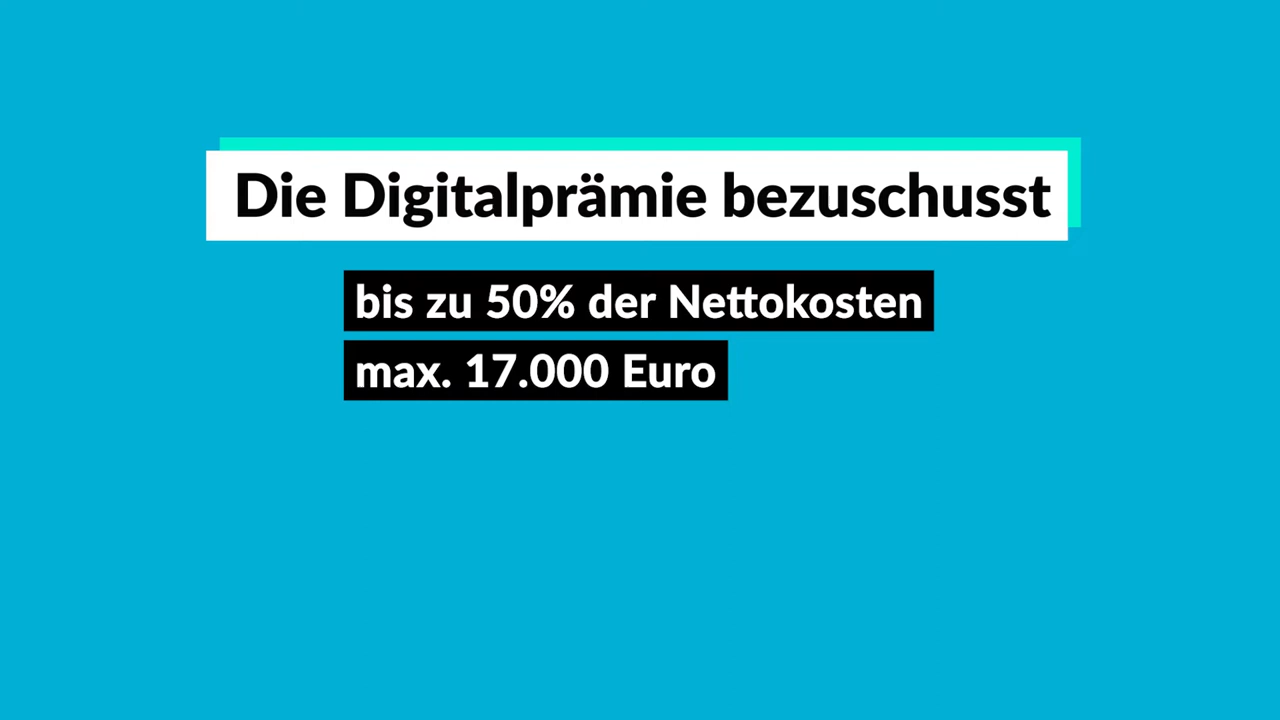 Die Digitalprämie bezuschusst
bis zu 50% der Nettokosten
max. 17.000 Euro